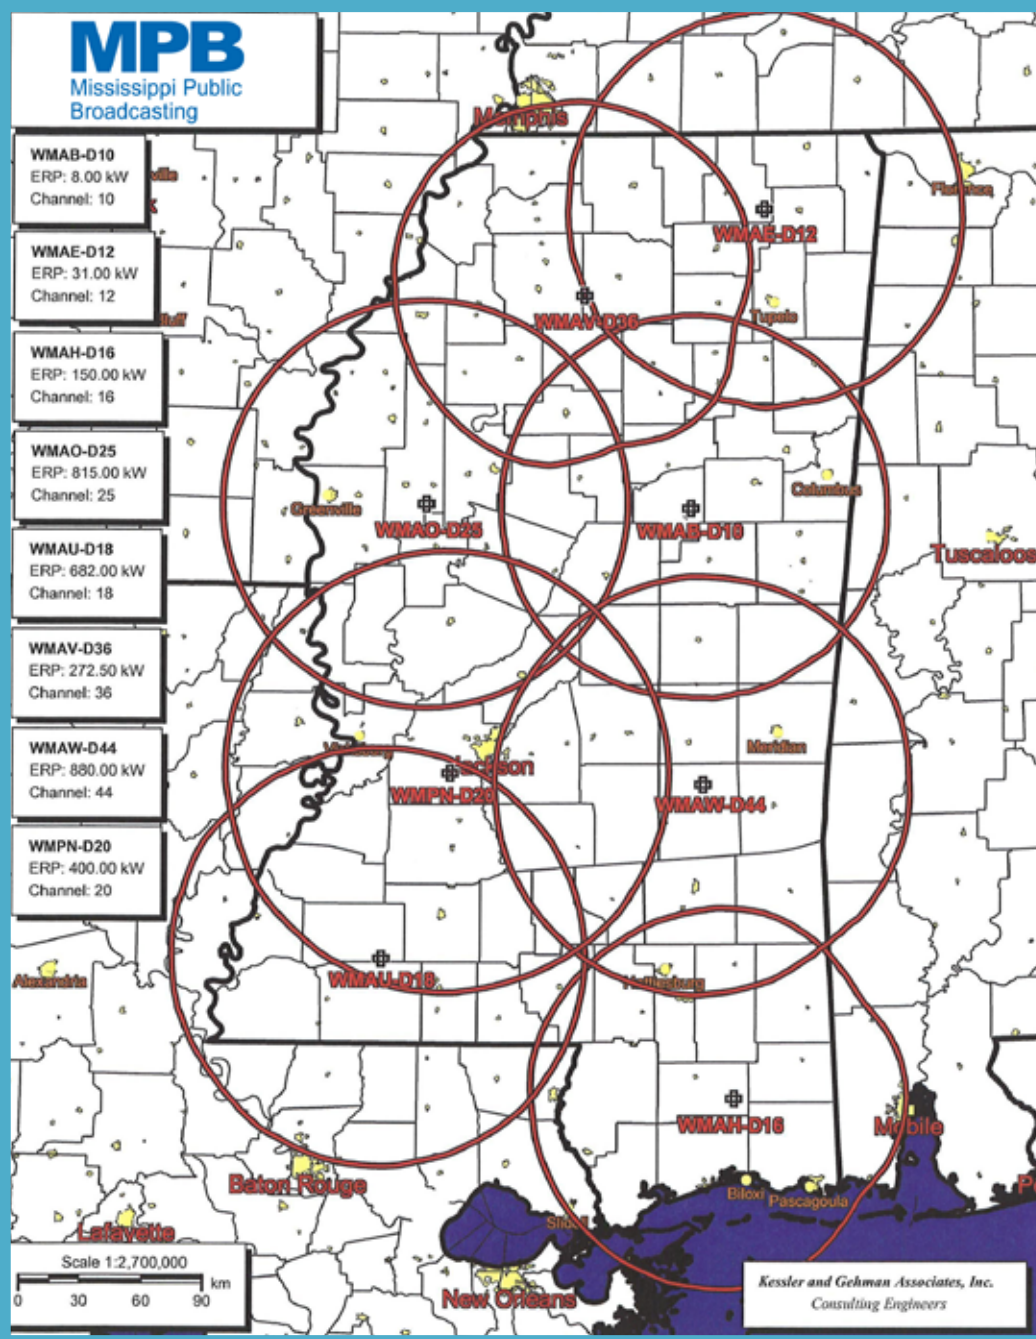 MPB
Mississippi Public
Broadcasting
WMAB-D10
ERP: 8.00 kW
Channel: 10
WMAE-D12
ERP: 31.00 kW
Channel: 12
WMAH-D16
ERP: 150.00 kW
Channel: 16
WMAO-D25
ERP: 815.00 kW
Channel: 25
WMAU-D18
ERP: 682.00 kW
Channel: 18
WMAV-D36
ERP: 272.50 kW
Channel: 36
WMAW-D44
ERP: 880.00 kW
Channel: 44
WMPN-D20
ERP: 400.00 kW
Channel: 20
Memphis
Florence
WMAE-D12
WMAV-D36
Tupelo
Greenville
Columbus
WMAO-D25
WMAB-D10
Tuscaloos
Vicksburg
Jackson
Meridian
WMPN-D20
WMAW-D44
Alexandria
WMAU-D18
Hattiesburg
WMAH-D16
Mobile
Baton Rouge
Biloxi
Pascagoula
Lafayette
Slidell
New Orleans
Scale 1:2,700,000
km
0 30 60 90
Kessler and Gehman Associates, Inc.
Consulting Engineers